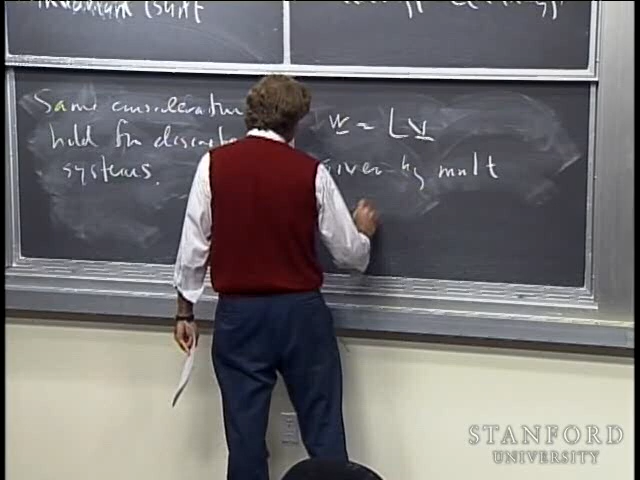 Same considerations
hold for discrete
systems.
w = Lv
given by mult
STANFORD
UNIVERSITY